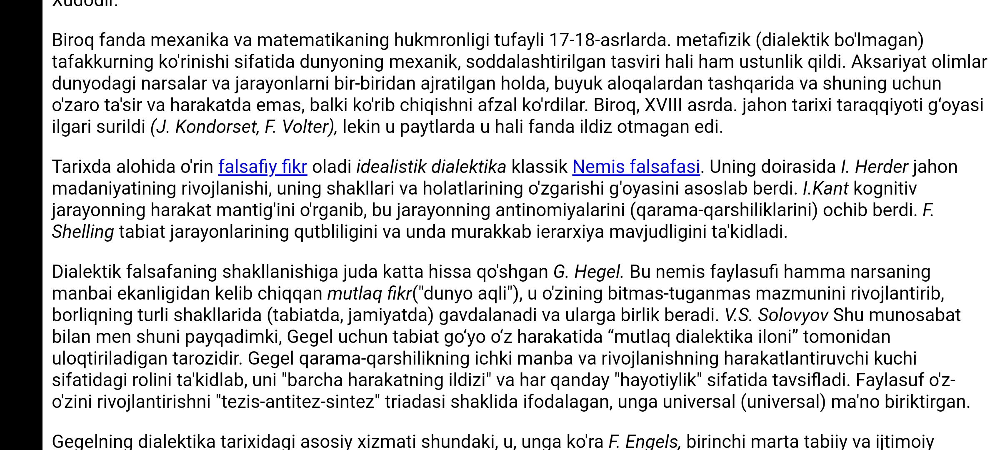 Xudodir.
Biroq fanda mexanika va matematikaning hukmronligi tufayli 17-18-asrlarda. metafizik (dialektik bo'lmagan)
tafakkurning ko'rinishi sifatida dunyoning mexanik, soddalashtirilgan tasviri hali ham ustunlik qildi. Aksariyat olimlar
dunyodagi narsalar va jarayonlarni bir-biridan ajratilgan holda, buyuk aloqalardan tashqarida va shuning uchun
o'zaro ta'sir va harakatda emas, balki ko'rib chiqishni afzal ko'rdilar. Biroq, XVIII asrda. jahon tarixi taraqqiyoti g‘oyasi
ilgari surildi (J. Kondorset, F. Volter), lekin u paytlarda u hali fanda ildiz otmagan edi.
Tarixda alohida o'rin falsafiy fikr oladi idealistik dialektika klassik Nemis falsafasi. Uning doirasida I. Herder jahon
madaniyatining rivojlanishi, uning shakllari va holatlarining o'zgarishi g'oyasini asoslab berdi. I.Kant kognitiv
jarayonning harakat mantig'ini o'rganib, bu jarayonning antinomiyalarini (qarama-qarshiliklarini) ochib berdi. F.
Shelling tabiat jarayonlarining qutbliligini va unda murakkab ierarxiya mavjudligini ta'kidladi.
Dialektik falsafaning shakllanishiga juda katta hissa qo'shgan G. Hegel. Bu nemis faylasufi hamma narsaning
manbai ekanligidan kelib chiqqan mutlaq fikr("dunyo aqli"), u o'zining bitmas-tuganmas mazmunini rivojlantirib,
borliqning turli shakllarida (tabiatda, jamiyatda) gavdalanadi va ularga birlik beradi. V.S. Solovyov Shu munosabat
bilan men shuni payqadimki, Gegel uchun tabiat go‘yo o‘z harakatida “mutlaq dialektika iloni” tomonidan
uloqtiriladigan tarozidir. Gegel qarama-qarshilikning ichki manba va rivojlanishning harakatlantiruvchi kuchi
sifatidagi rolini ta'kidlab, uni "barcha harakatning ildizi" va har qanday "hayotiylik" sifatida tavsifladi. Faylasuf o'z-
o'zini rivojlantirishni "tezis-antitez-sintez" triadasi shaklida ifodalagan, unga universal (universal) ma'no biriktirgan.
Gegelning dialektika tarixidagi asosiy xizmati shundaki, u, unga ko'ra F. Engels, birinchi marta tabiiy va ijtimoiy